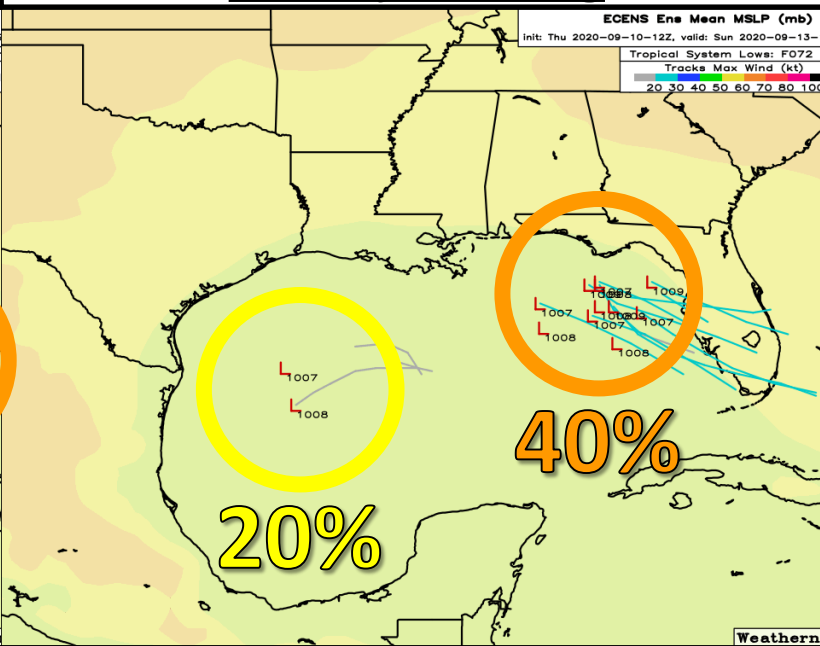 ECENS Ens Mean MSLP (mb)
init: Thu 2020-09-10-12Z, valid: Sun 2020-09-13-
Tropical System Lows: F072
Tracks Max Wind (kt)
20 30 40 50 60 70 80 100
L 1009
L 1007
L 1007
L 1007
L 1008
L 1008
L 1007
L 1008
40%
20%
Weathern